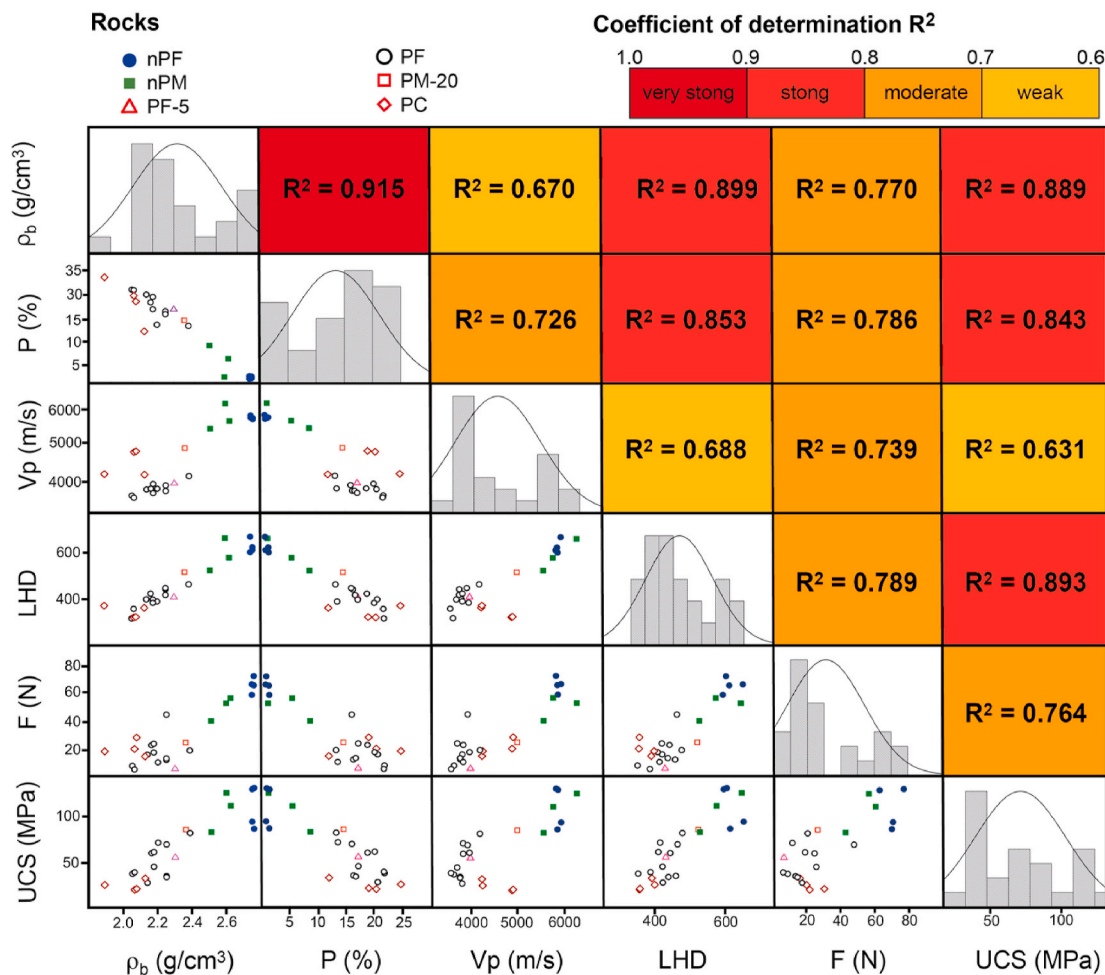 Rocks
Coefficient of determination R²
nPF
PF
nPM
PM-20
PF-5
PC
1.0 0.9 0.8 0.7 0.6
very stong stong moderate weak
ρb (g/cm³)
R² = 0.915
R² = 0.670
R² = 0.899
R² = 0.770
R² = 0.889
P (%)
35
30
15
10
5
R² = 0.726
R² = 0.853
R² = 0.786
R² = 0.843
Vp (m/s)
6000
5000
4000
R² = 0.688
R² = 0.739
R² = 0.631
LHD
600
400
R² = 0.789
R² = 0.893
F (N)
80
60
40
20
R² = 0.764
UCS (MPa)
100
50
2.0 2.2 2.4 2.6
5 10 15 20 25
4000 5000 6000
400 600
20 40 60 80
50 100
ρb (g/cm³)
P (%)
Vp (m/s)
LHD
F (N)
UCS (MPa)